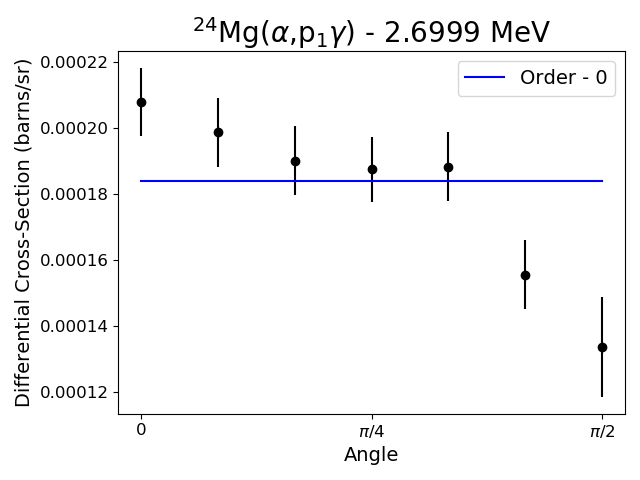 ²⁴Mg(α,p₁γ) - 2.6999 MeV
Differential Cross-Section (barns/sr)
0.00022
0.00020
0.00018
0.00016
0.00014
0.00012
Order - 0
0
π/4
π/2
Angle